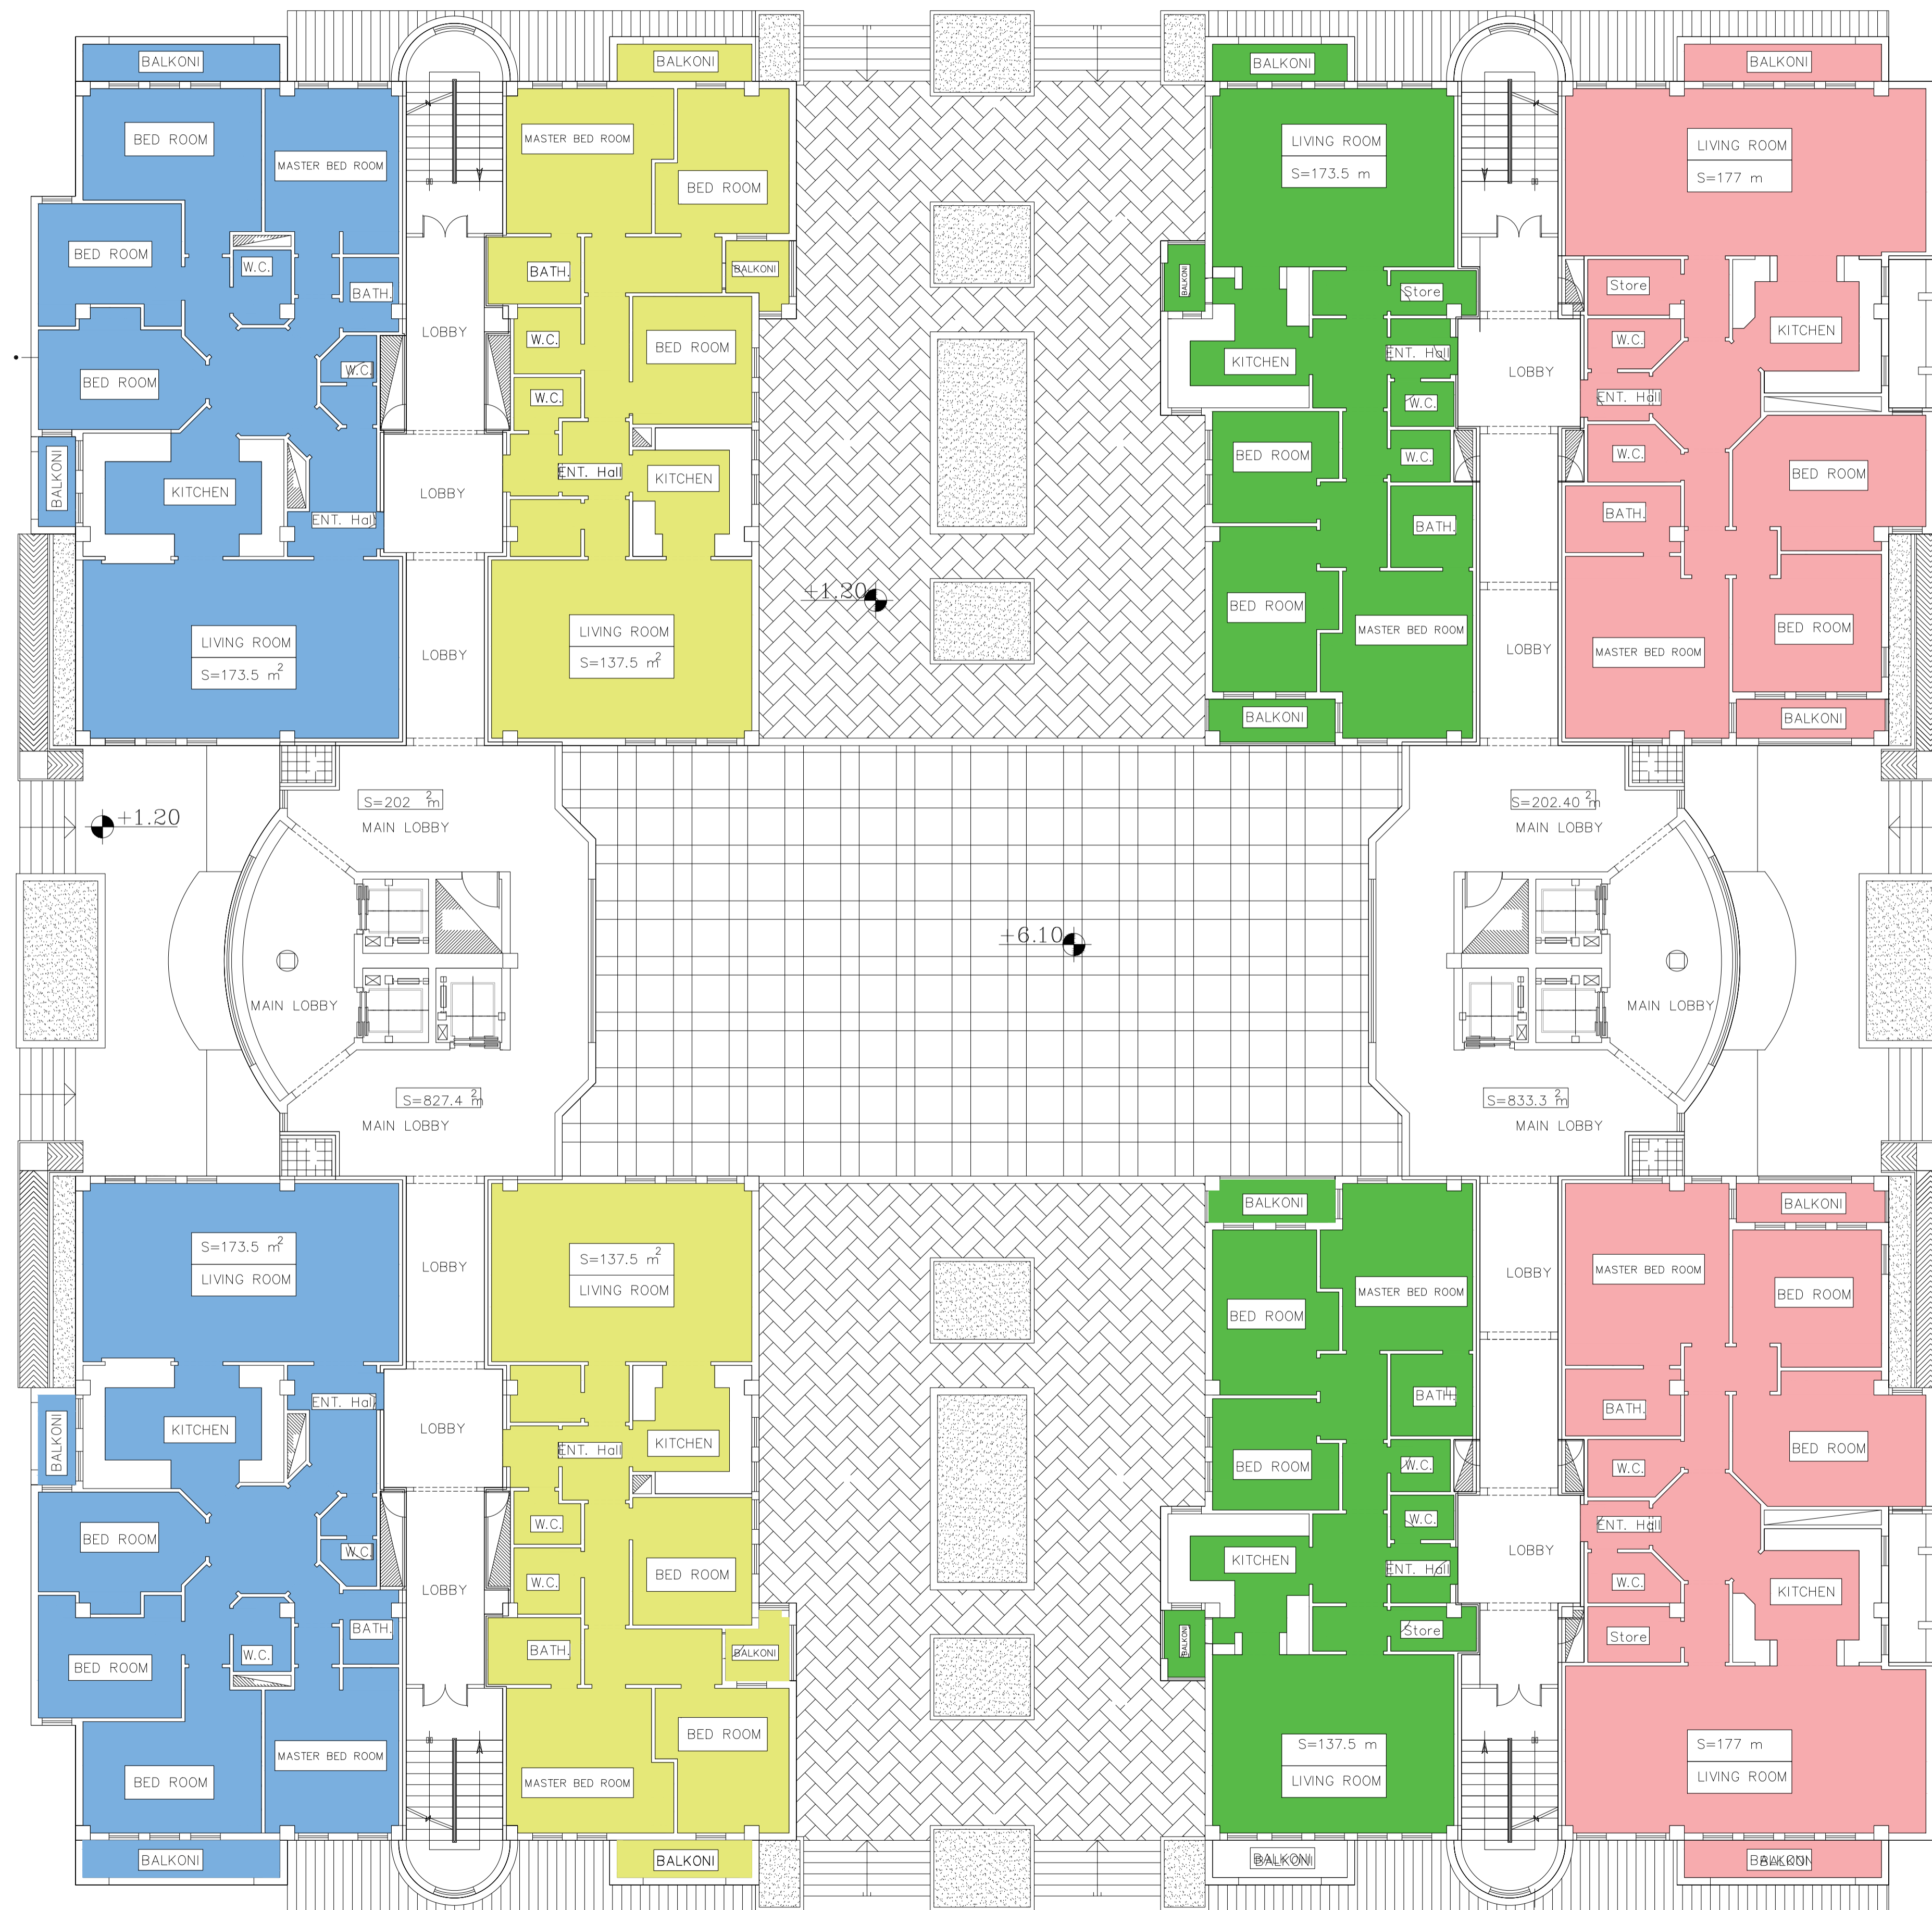 BALKONI
BALKONI
BALKONI
BALKONI
BED ROOM
MASTER BED ROOM
MASTER BED ROOM
BED ROOM
LIVING ROOM
S=173.5 m
LIVING ROOM
S=177 m
BED ROOM
W.C.
BATH.
BATH.
BALKONI
BALKONI
Store
Store
LOBBY
W.C.
BED ROOM
KITCHEN
ENT. Hall
W.C.
KITCHEN
BED ROOM
W.C.
W.C.
W.C.
LOBBY
ENT. Hall
BALKONI
KITCHEN
ENT. Hall
LOBBY
ENT. Hall
KITCHEN
BED ROOM
W.C.
W.C.
BED ROOM
BATH.
BATH.
+1.20
LIVING ROOM
S=173.5 m2
LOBBY
LIVING ROOM
S=137.5 m2
BED ROOM
MASTER BED ROOM
LOBBY
MASTER BED ROOM
BED ROOM
BALKONI
BALKONI
+1.20
S=202 m2
MAIN LOBBY
S=202.40 m2
MAIN LOBBY
+6.10
MAIN LOBBY
MAIN LOBBY
S=827.4 m2
MAIN LOBBY
S=833.3 m2
MAIN LOBBY
BALKONI
BALKONI
S=173.5 m2
LIVING ROOM
LOBBY
S=137.5 m2
LIVING ROOM
BED ROOM
MASTER BED ROOM
LOBBY
MASTER BED ROOM
BED ROOM
BALKONI
KITCHEN
ENT. Hall
LOBBY
ENT. Hall
KITCHEN
BED ROOM
BATH.
W.C.
BATH.
W.C.
BED ROOM
BED ROOM
W.C.
W.C.
W.C.
KITCHEN
W.C.
ENT. Hall
LOBBY
ENT. Hall
W.C.
KITCHEN
LOBBY
BED ROOM
BED ROOM
W.C.
BATH.
BATH.
BALKONI
BALKONI
Store
Store
BED ROOM
MASTER BED ROOM
MASTER BED ROOM
BED ROOM
S=137.5 m
LIVING ROOM
S=177 m
LIVING ROOM
BALKONI
BALKONI
BALKONI
BALKONI